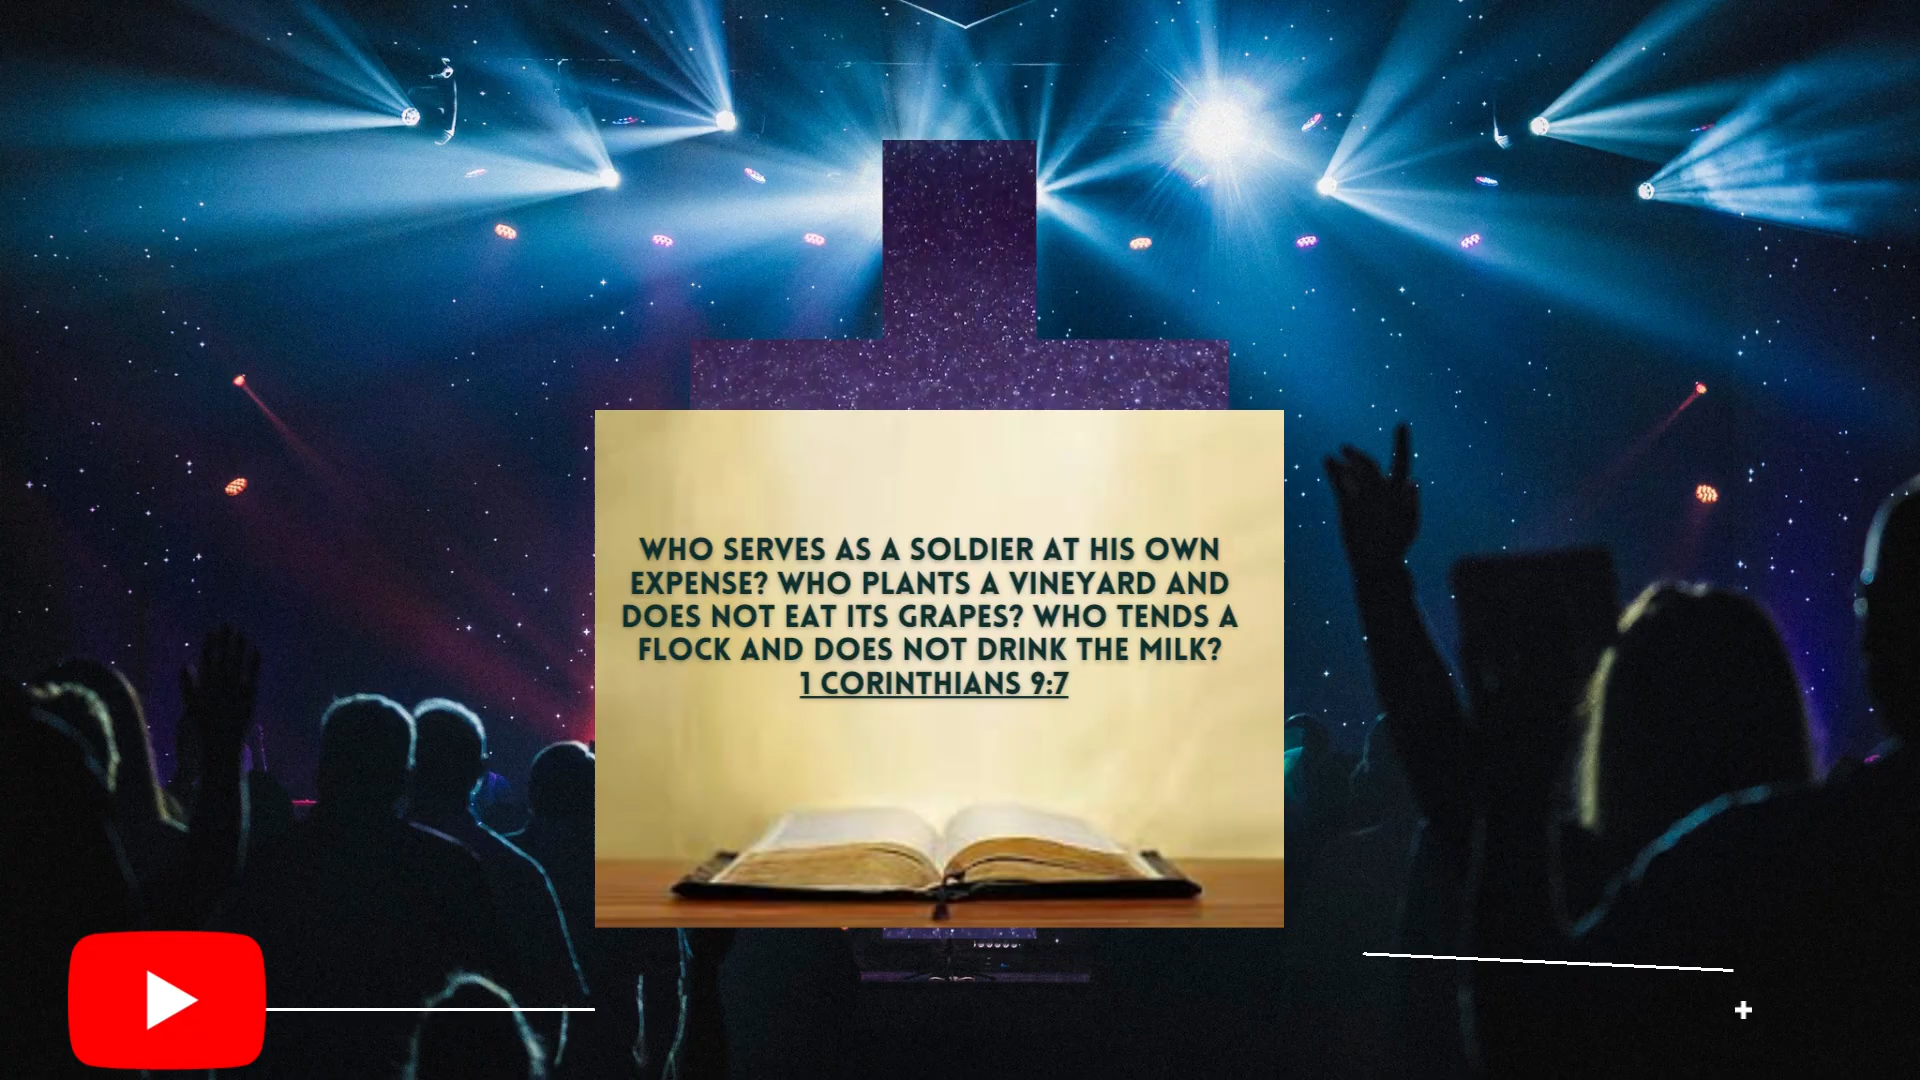 WHO SERVES AS A SOLDIER AT HIS OWN
EXPENSE? WHO PLANTS A VINEYARD AND
DOES NOT EAT ITS GRAPES? WHO TENDS A
FLOCK AND DOES NOT DRINK THE MILK?
1 CORINTHIANS 9:7